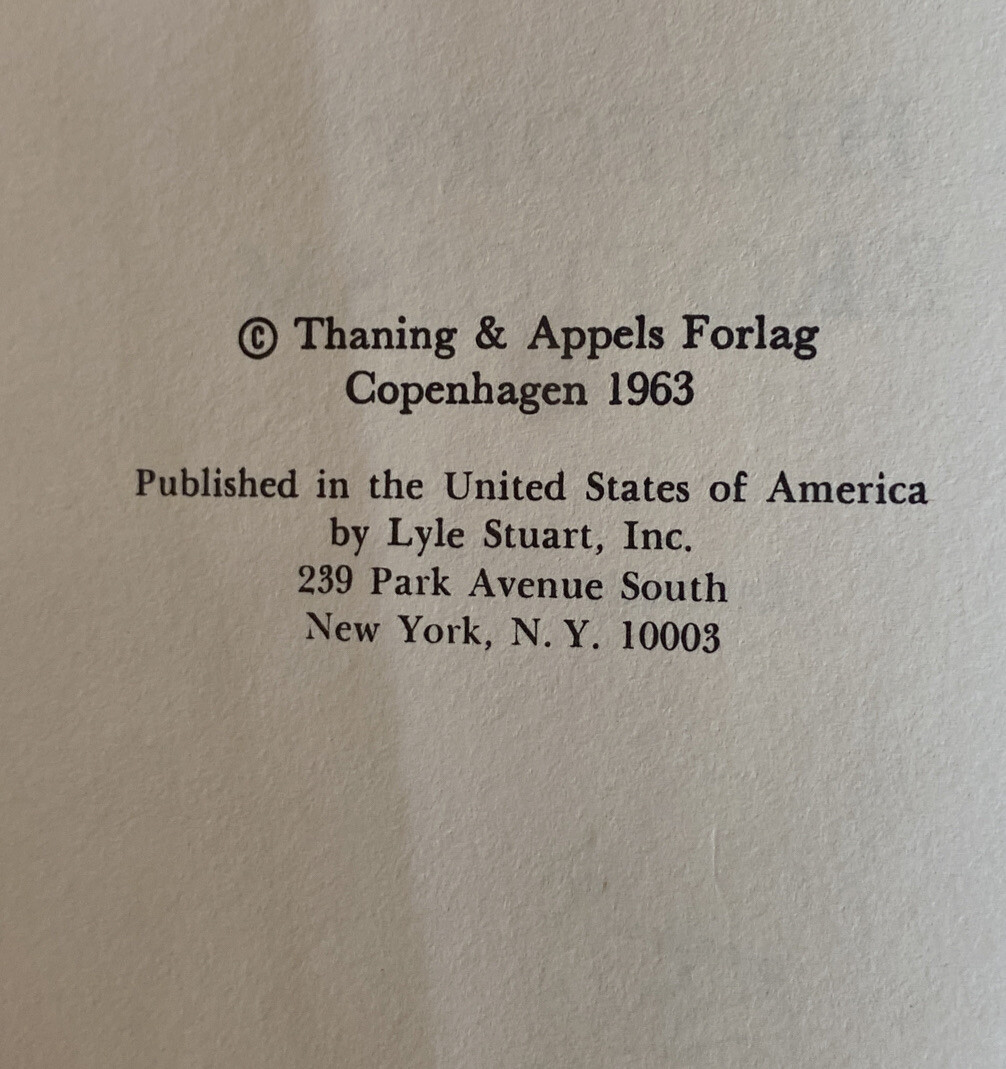 © Thaning & Appels Forlag
Copenhagen 1963
Published in the United States of America
by Lyle Stuart, Inc.
239 Park Avenue South
New York, N. Y. 10003